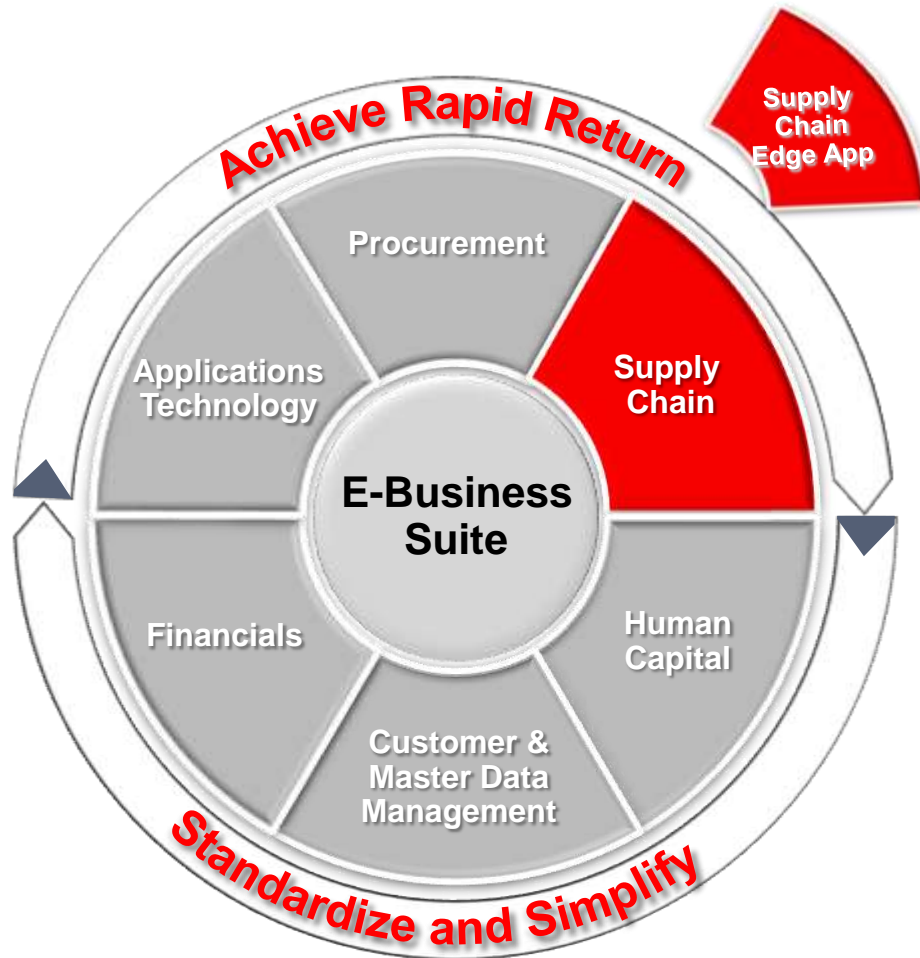 Achieve Rapid Return
Supply
Chain
Edge App
Procurement
Supply
Chain
Applications
Technology
E-Business
Suite
Financials
Human
Capital
Customer &
Master Data
Management
Standardize and Simplify